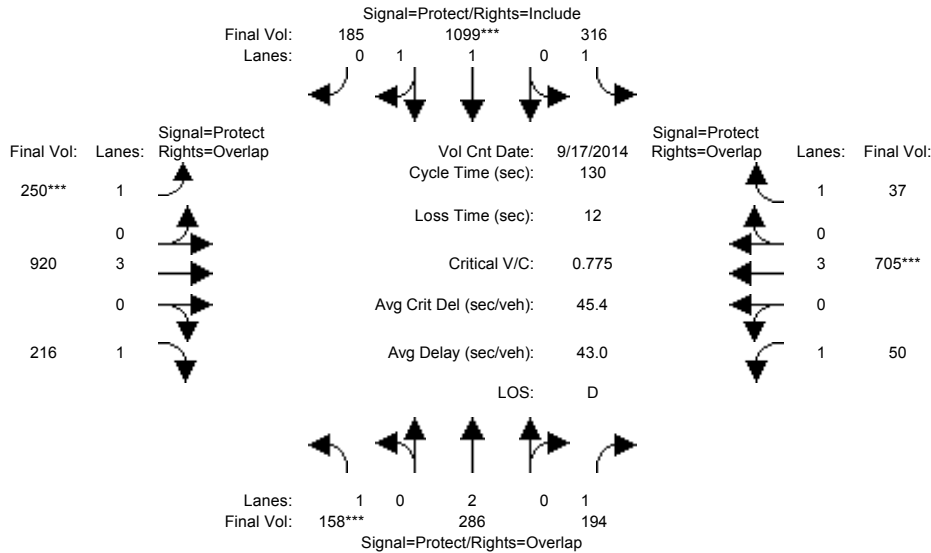 Signal=Protect/Rights=Include
Final Vol: 185 1099*** 316
Lanes: 0 1 1 0 1
Signal=Protect Signal=Protect
Final Vol: Lanes: Rights=Overlap Vol Cnt Date: 9/17/2014 Rights=Overlap Lanes: Final Vol:
Cycle Time (sec): 130
250*** 1 1 37
Loss Time (sec): 12
0 0
920 3 Critical V/C: 0.775 3 705***
0 Avg Crit Del (sec/veh): 45.4 0
216 1 Avg Delay (sec/veh): 43.0 1 50
LOS: D
Lanes: 1 0 2 0 1
Final Vol: 158*** 286 194
Signal=Protect/Rights=Overlap